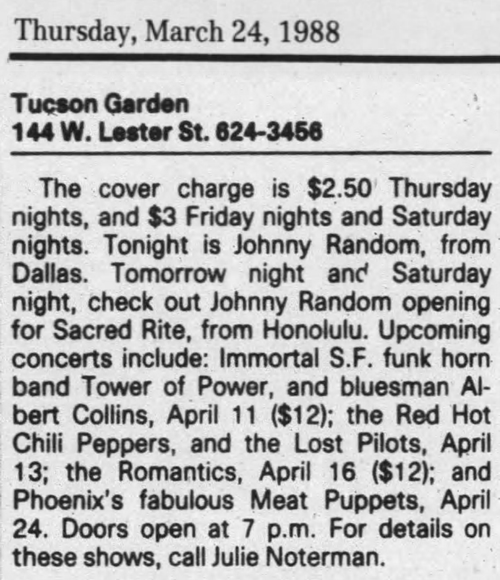 Thursday, March 24, 1988
Tucson Garden
144 W. Lester St. 624-3456
The cover charge is $2.50 Thursday
nights, and $3 Friday nights and Saturday
nights. Tonight is Johnny Random, from
Dallas. Tomorrow night and Saturday
night, check out Johnny Random opening
for Sacred Rite, from Honolulu. Upcoming
concerts include: Immortal S.F. funk horn
band Tower of Power, and bluesman Al-
bert Collins, April 11 ($12); the Red Hot
Chili Peppers, and the Lost Pilots, April
13; the Romantics, April 16 ($12); and
Phoenix's fabulous Meat Puppets, April
24. Doors open at 7 p.m. For details on
these shows, call Julie Noterman.